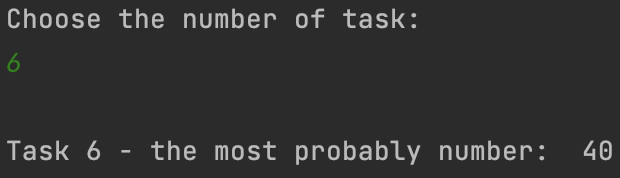 Choose the number of task:
6
Task 6 - the most probably number:  40